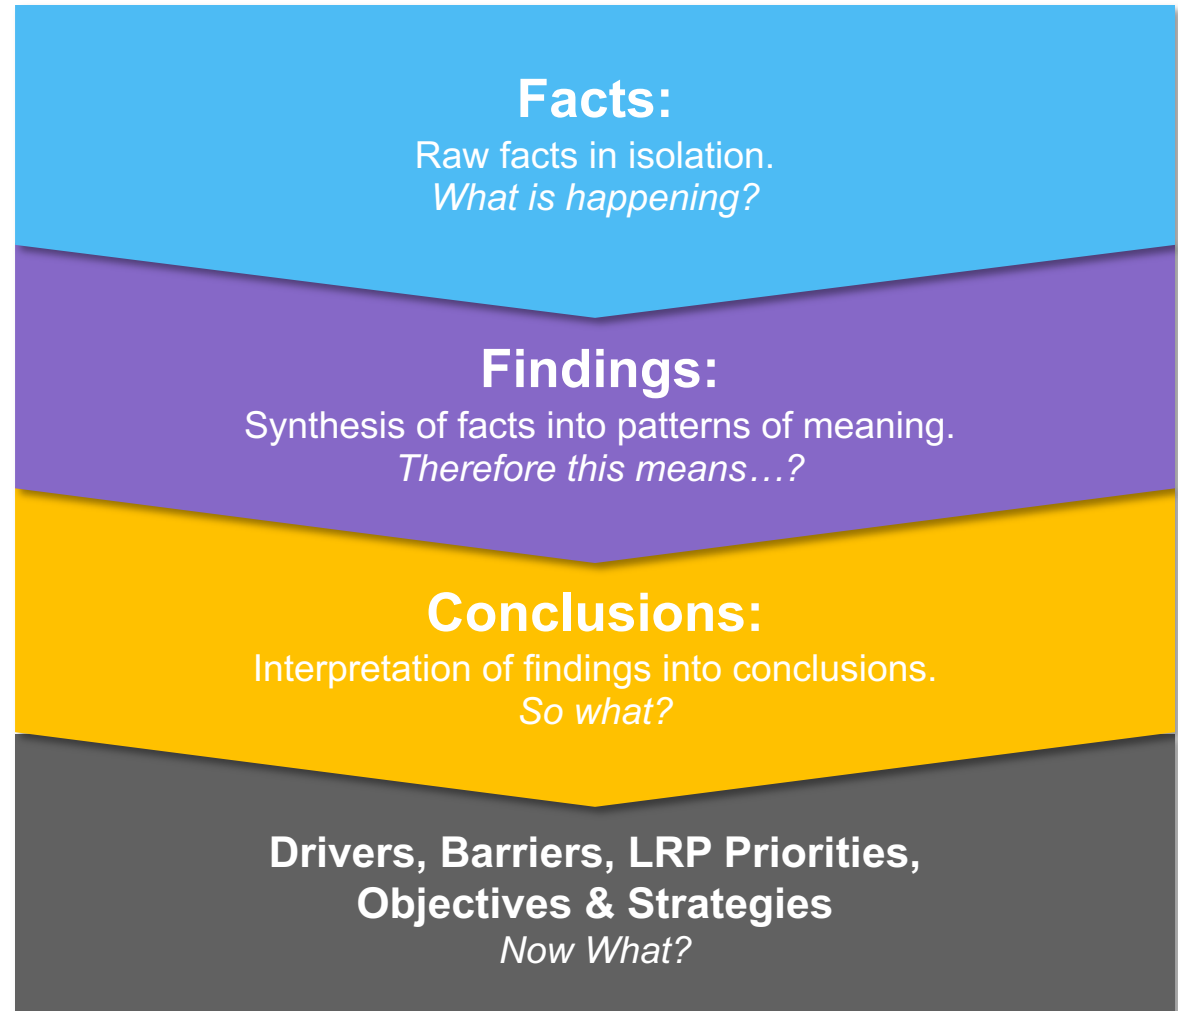 Facts:
Raw facts in isolation.
What is happening?
Findings:
Synthesis of facts into patterns of meaning.
Therefore this means…?
Conclusions:
Interpretation of findings into conclusions.
So what?
Drivers, Barriers, LRP Priorities,
Objectives & Strategies
Now What?